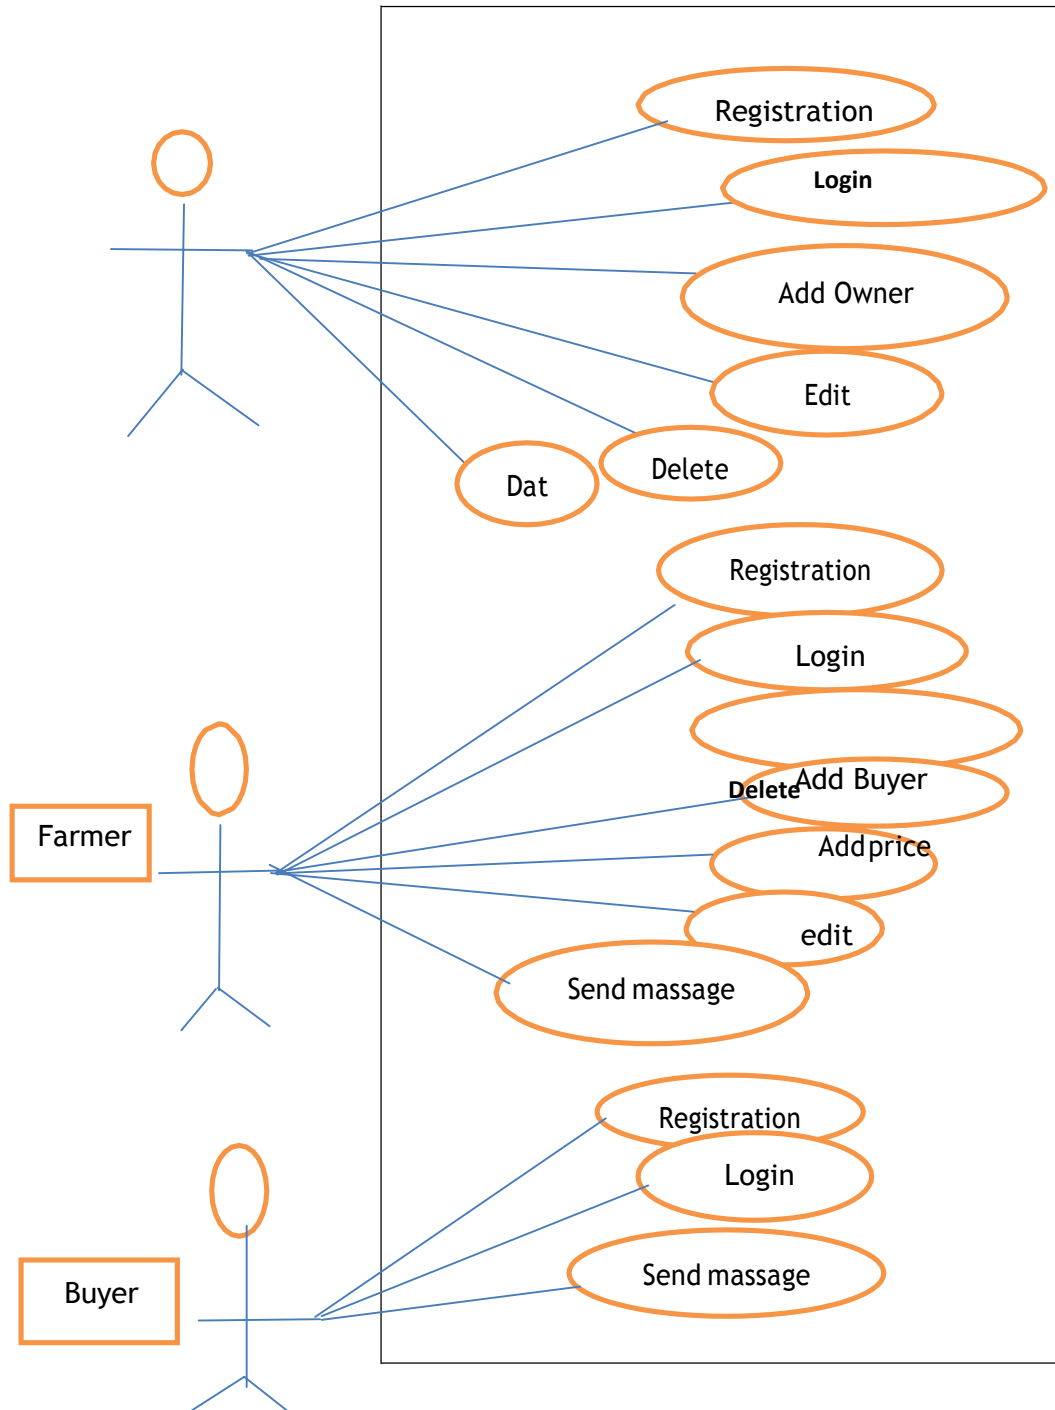 Registration
Login
Add Owner
Edit
Delete
Dat
Registration
Login
Add Buyer
Delete
Farmer
Addprice
edit
Send massage
Registration
Login
Send massage
Buyer